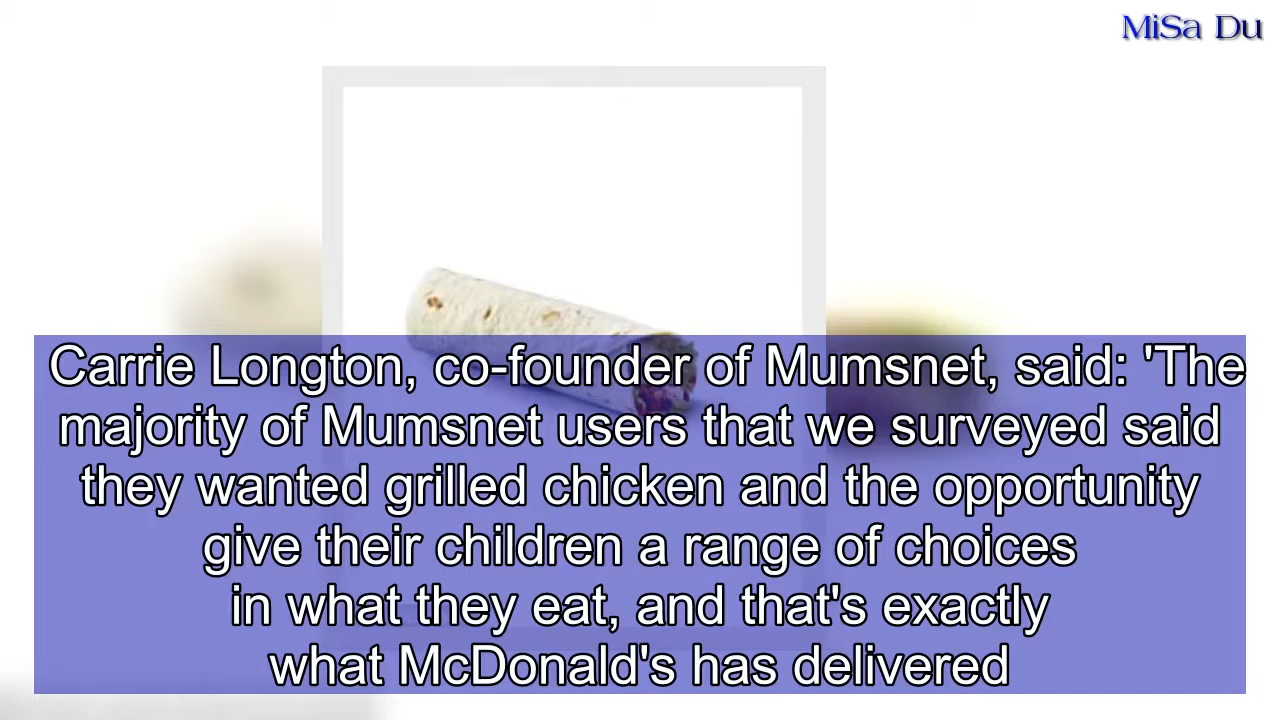 MiSa Du
Carrie Longton, co-founder of Mumsnet, said: 'The
majority of Mumsnet users that we surveyed said
they wanted grilled chicken and the opportunity
give their children a range of choices
in what they eat, and that's exactly
what McDonald's has delivered